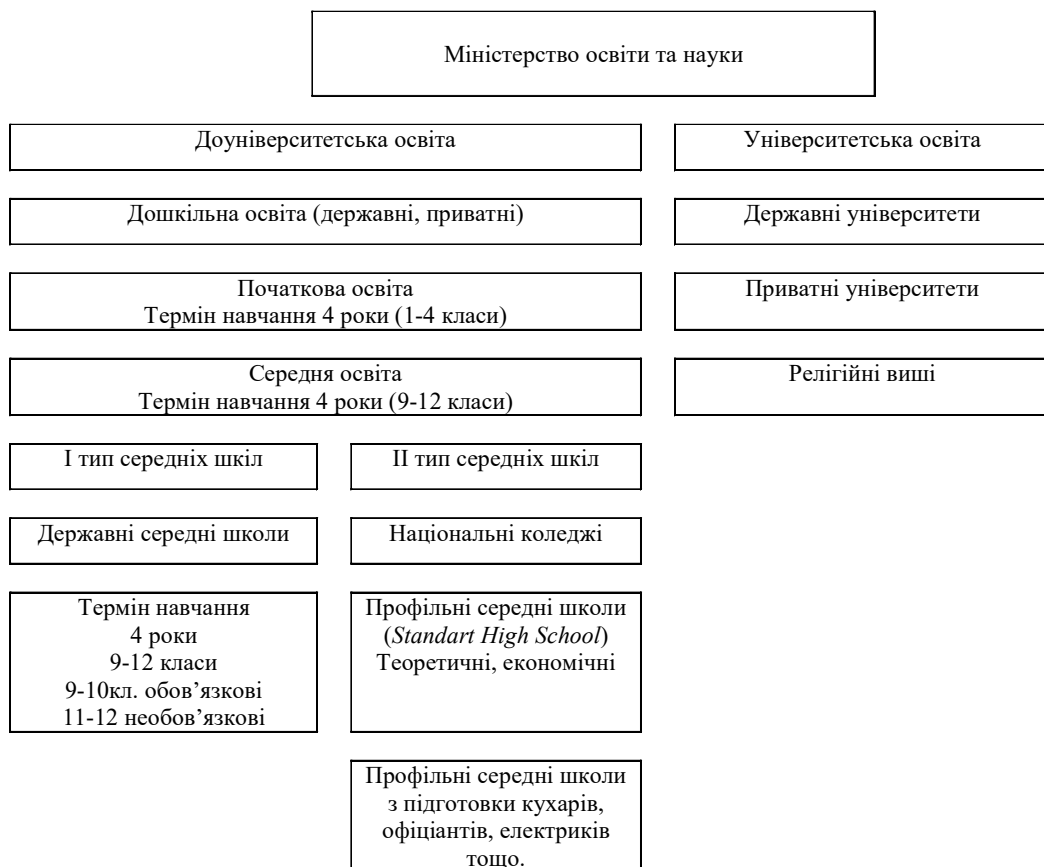 Міністерство освіти та науки
Доуніверситетська освіта
Університетська освіта
Дошкільна освіта (державні, приватні)
Державні університети
Початкова освіта
Термін навчання 4 роки (1-4 класи)
Приватні університети
Середня освіта
Термін навчання 4 роки (9-12 класи)
Релігійні виші
І тип середніх шкіл
ІІ тип середніх шкіл
Державні середні школи
Національні коледжі
Термін навчання
4 роки
9-12 класи
9-10кл. обов’язкові
11-12 необов’язкові
Профільні середні школи
(Standart High School)
Теоретичні, економічні
Профільні середні школи
з підготовки кухарів,
офіціантів, електриків
тощо.